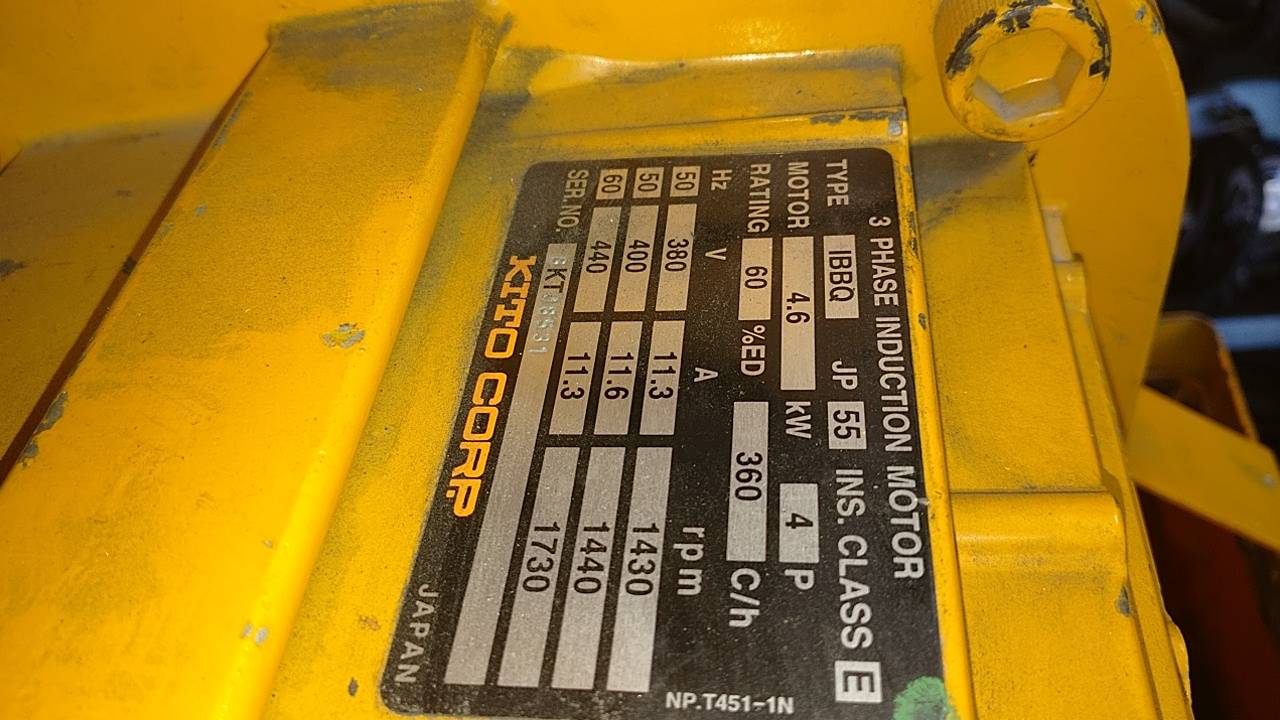 3 PHASE INDUCTION MOTOR
TYPE IBBQ JP 55 INS. CLASS E
MOTOR 4.6 kW 4 P
RATING 60 %ED 360 C/h
Hz V A rpm
50 380 11.3 1430
50 400 11.6 1440
60 440 11.3 1730
SER. NO.
KITO CORP.
JAPAN
NP.T451-1N